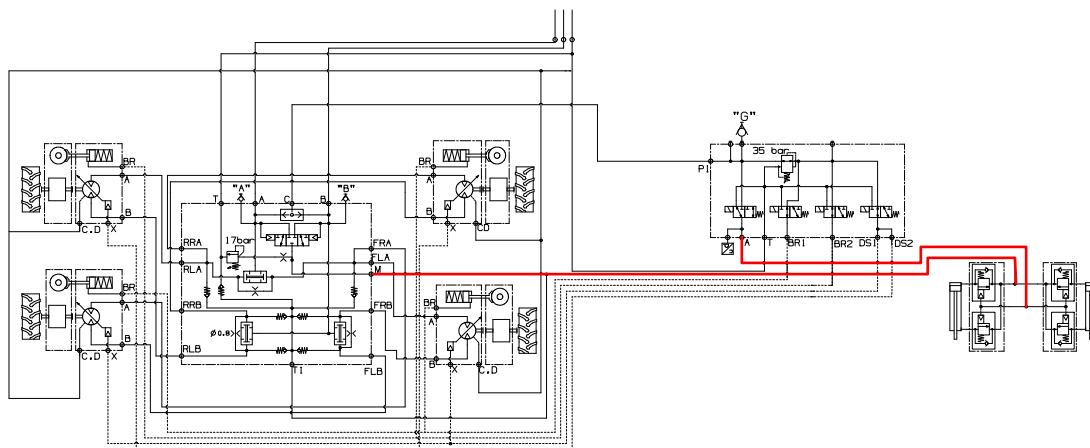 "G"
35 bar
P1
A
T
BR1
BR2
DS1
DS2
BR
A
B
C.D
X
BR
A
B
C.D
X
"A"
"B"
T
A
C
B
17bar
RRA
RLA
RRB
Ø0.8
RLB
FRA
FLA
M
FRB
FLB
T1
BR
A
B
X
CD
BR
A
B
X
C.D